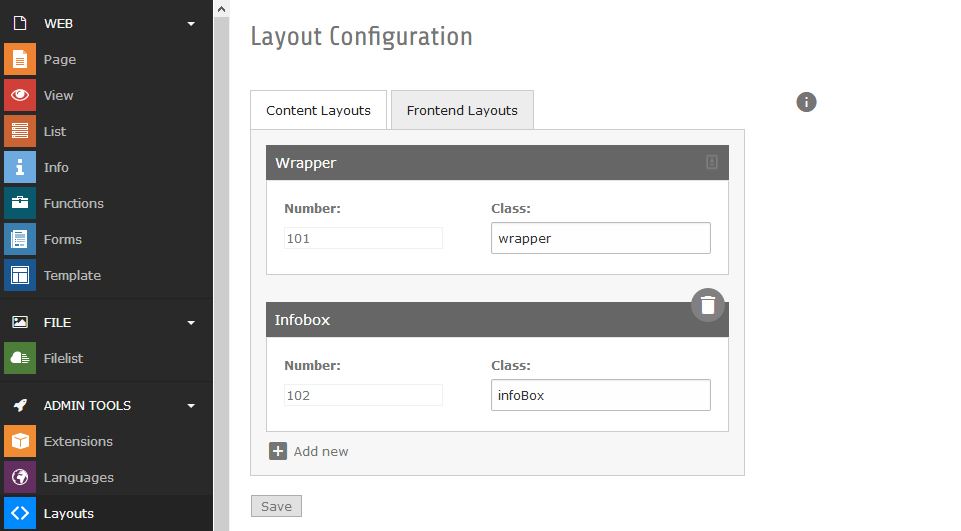 WEB
Page
View
List
Info
Functions
Forms
Template
FILE
Filelist
ADMIN TOOLS
Extensions
Languages
Layouts
Layout Configuration
Content Layouts
Frontend Layouts
Wrapper
Number: Class:
101 wrapper
Infobox
Number: Class:
102 infoBox
Add new
Save